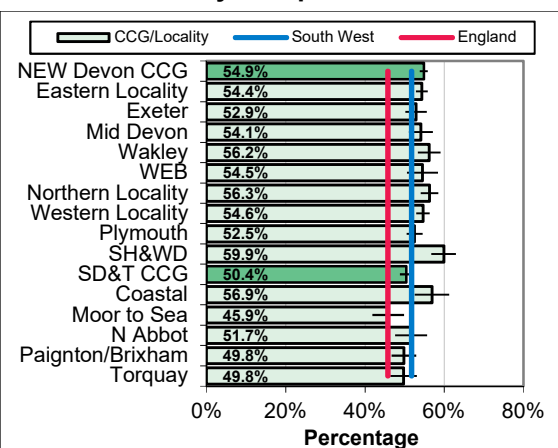 CCG/Locality South West England
NEW Devon CCG 54.9%
Eastern Locality 54.4%
Exeter 52.9%
Mid Devon 54.1%
Wakley 56.2%
WEB 54.5%
Northern Locality 56.3%
Western Locality 54.6%
Plymouth 52.5%
SH&WD 59.9%
SD&T CCG 50.4%
Coastal 56.9%
Moor to Sea 45.9%
N Abbot 51.7%
Paignton/Brixham 49.8%
Torquay 49.8%
0% 20% 40% 60% 80%
Percentage